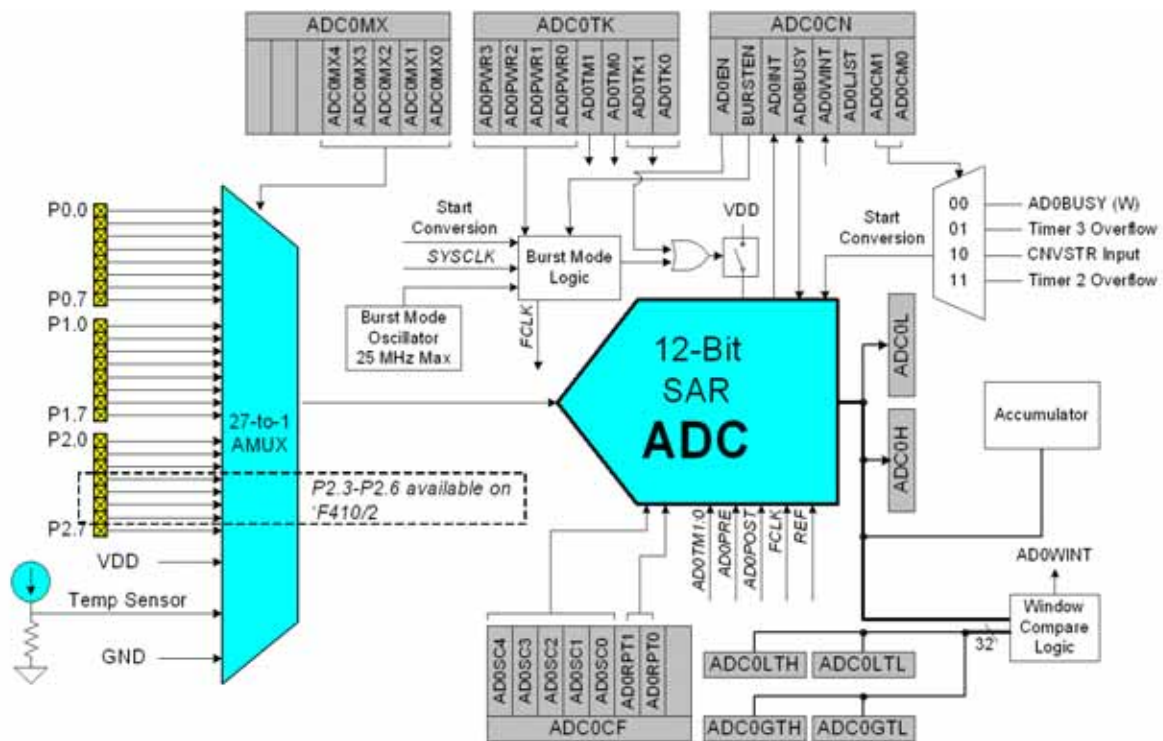 ADC0MX
ADC0MX4
ADC0MX3
ADC0MX2
ADC0MX1
ADC0MX0
ADC0TK
AD0PWR3
AD0PWR2
AD0PWR1
AD0PWR0
AD0TM1
AD0TM0
AD0TK1
AD0TK0
ADC0CN
AD0EN
BURSTEN
AD0INT
AD0BUSY
AD0WINT
AD0LJST
AD0CM1
AD0CM0
P0.0
P0.7
P1.0
P1.7
P2.0
P2.7
VDD
Temp Sensor
GND
27-to-1
AMUX
P2.3-P2.6 available on
'F410/2
Start
Conversion
SYSCLK
Burst Mode
Logic
Burst Mode
Oscillator
25 MHz Max
FCLK
VDD
Start
Conversion
00
01
10
11
AD0BUSY (W)
Timer 3 Overflow
CNVSTR Input
Timer 2 Overflow
12-Bit
SAR
ADC
ADC0L
ADC0H
Accumulator
AD0TM1:0
AD0PRE
AD0POST
FCLK
REF
AD0WINT
Window
Compare
Logic
32
ADC0LTH
ADC0LTL
ADC0GTH
ADC0GTL
AD0SC4
AD0SC3
AD0SC2
AD0SC1
AD0SC0
AD0RPT1
AD0RPT0
ADC0CF